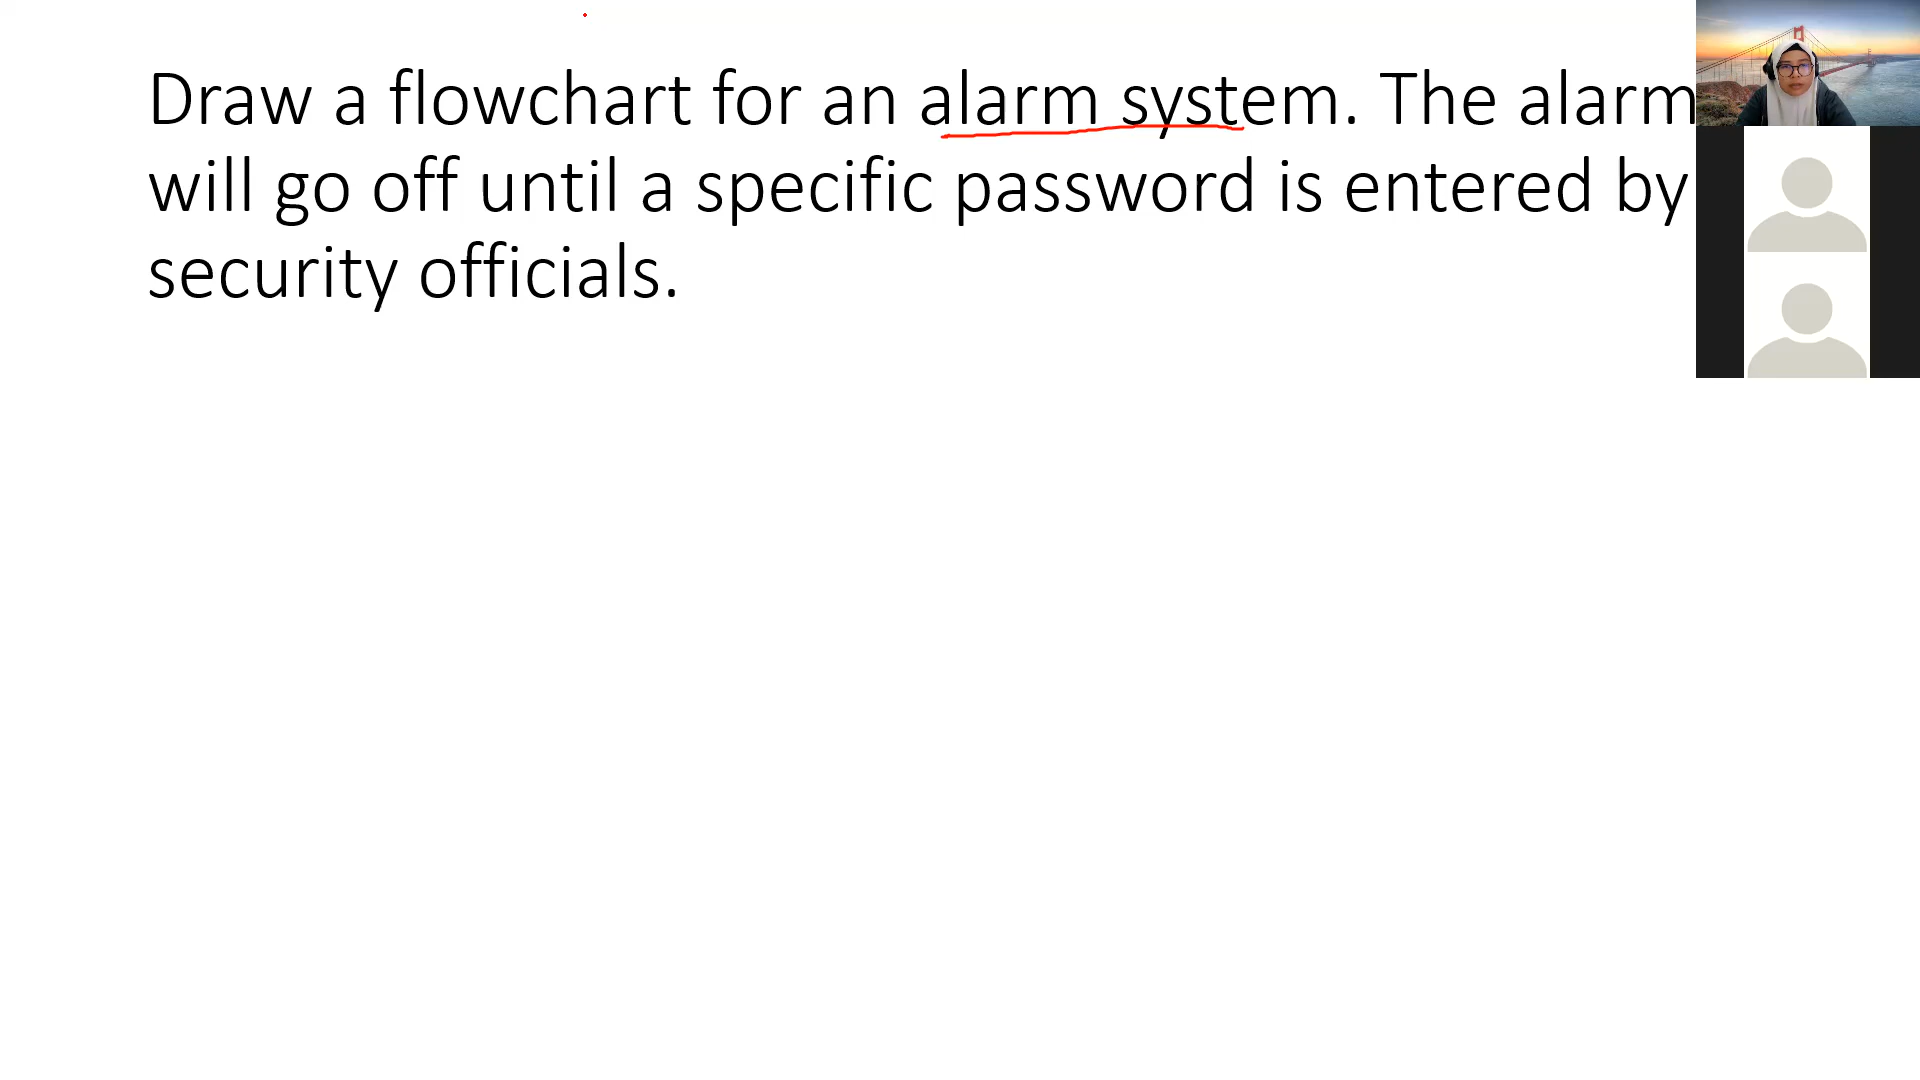 Draw a flowchart for an alarm system. The alarm
will go off until a specific password is entered by
security officials.